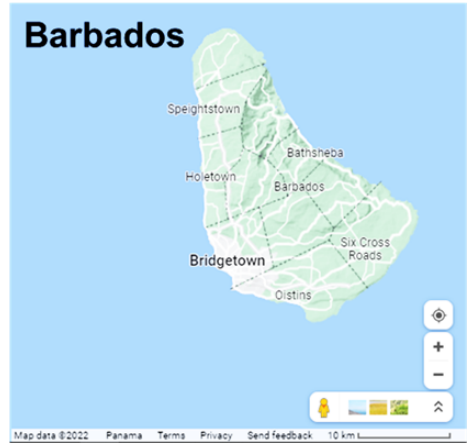 Barbados
Speightstown
Bathsheba
Holetown
Barbados
Six Cross
Roads
Bridgetown
Oistins
+
−
Map data ©2022 Panama Terms Privacy Send feedback 10 km